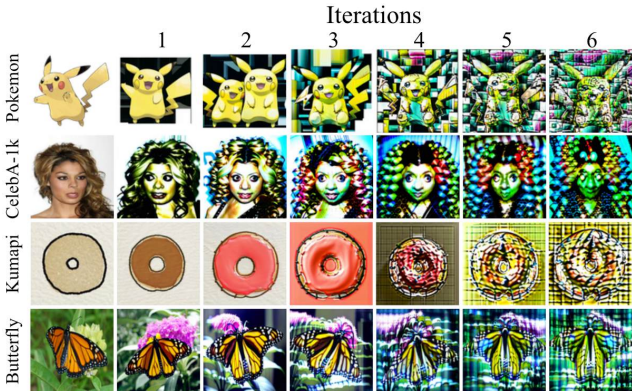 Iterations
1 2 3 4 5 6
Pokemon
CelebA-1k
Kumapi
Butterfly